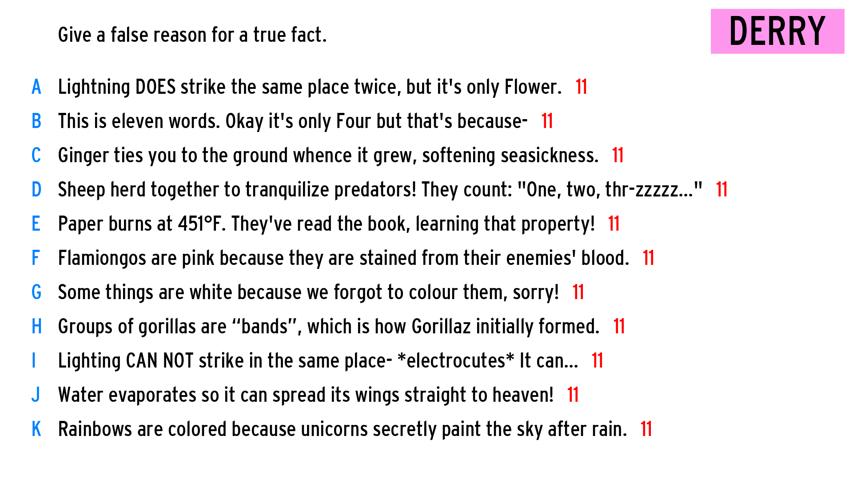 Give a false reason for a true fact.
DERRY
A Lightning DOES strike the same place twice, but it's only Flower. 11
B This is eleven words. Okay it's only Four but that's because- 11
C Ginger ties you to the ground whence it grew, softening seasickness. 11
D Sheep herd together to tranquilize predators! They count: "One, two, thr-zzzzz..." 11
E Paper burns at 451°F. They've read the book, learning that property! 11
F Flamiongos are pink because they are stained from their enemies' blood. 11
G Some things are white because we forgot to colour them, sorry! 11
H Groups of gorillas are “bands”, which is how Gorillaz initially formed. 11
I Lighting CAN NOT strike in the same place- *electrocutes* It can... 11
J Water evaporates so it can spread its wings straight to heaven! 11
K Rainbows are colored because unicorns secretly paint the sky after rain. 11